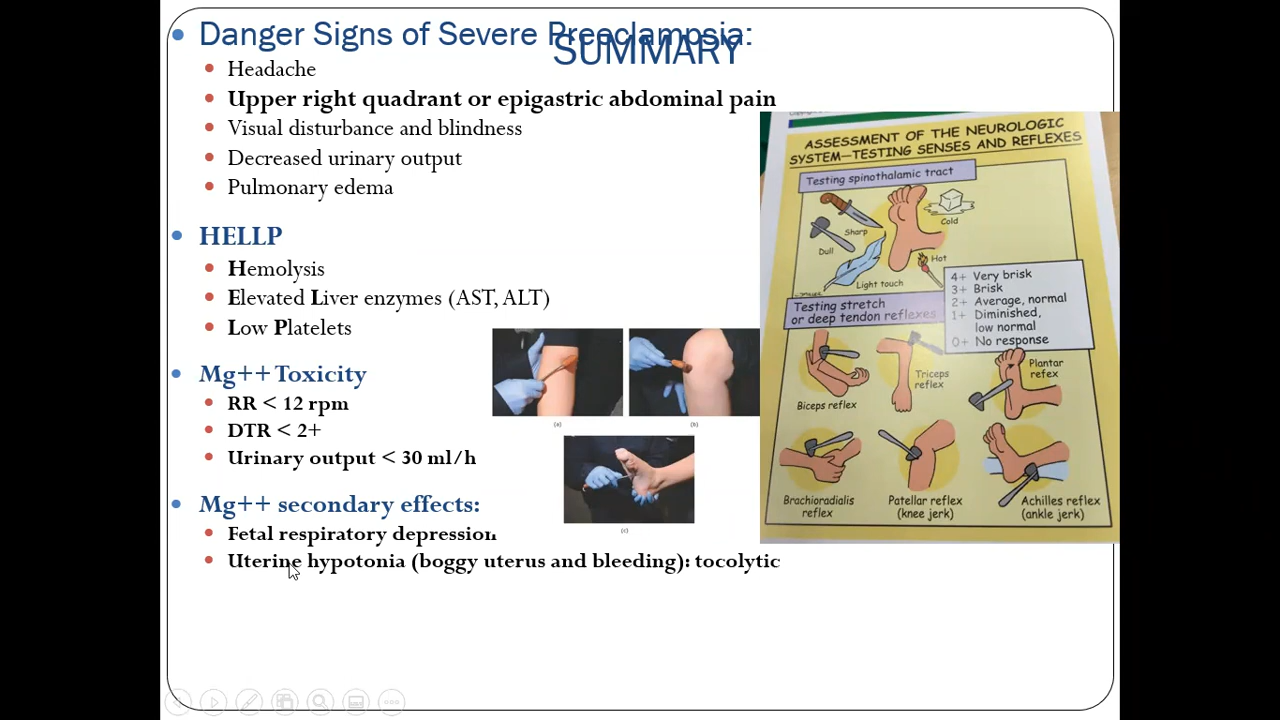 Danger Signs of Severe Preeclampsia:
SUMMARY
Headache
Upper right quadrant or epigastric abdominal pain
Visual disturbance and blindness
Decreased urinary output
Pulmonary edema
HELLP
Hemolysis
Elevated Liver enzymes (AST, ALT)
Low Platelets
Mg++ Toxicity
RR < 12 rpm
DTR < 2+
Urinary output < 30 ml/h
Mg++ secondary effects:
Fetal respiratory depression
Uterine hypotonia (boggy uterus and bleeding): tocolytic
(a)
(b)
(c)
ASSESSMENT OF THE NEUROLOGIC
SYSTEM—TESTING SENSES AND REFLEXES
Testing spinothalamic tract
Sharp
Cold
Dull
Hot
Light touch
4+ Very brisk
3+ Brisk
2+ Average, normal
1+ Diminished,
low normal
0+ No response
Testing stretch
or deep tendon reflexes
Biceps reflex
Triceps
reflex
Plantar
refex
Brachioradialis
reflex
Patellar reflex
(knee jerk)
Achilles reflex
(ankle jerk)